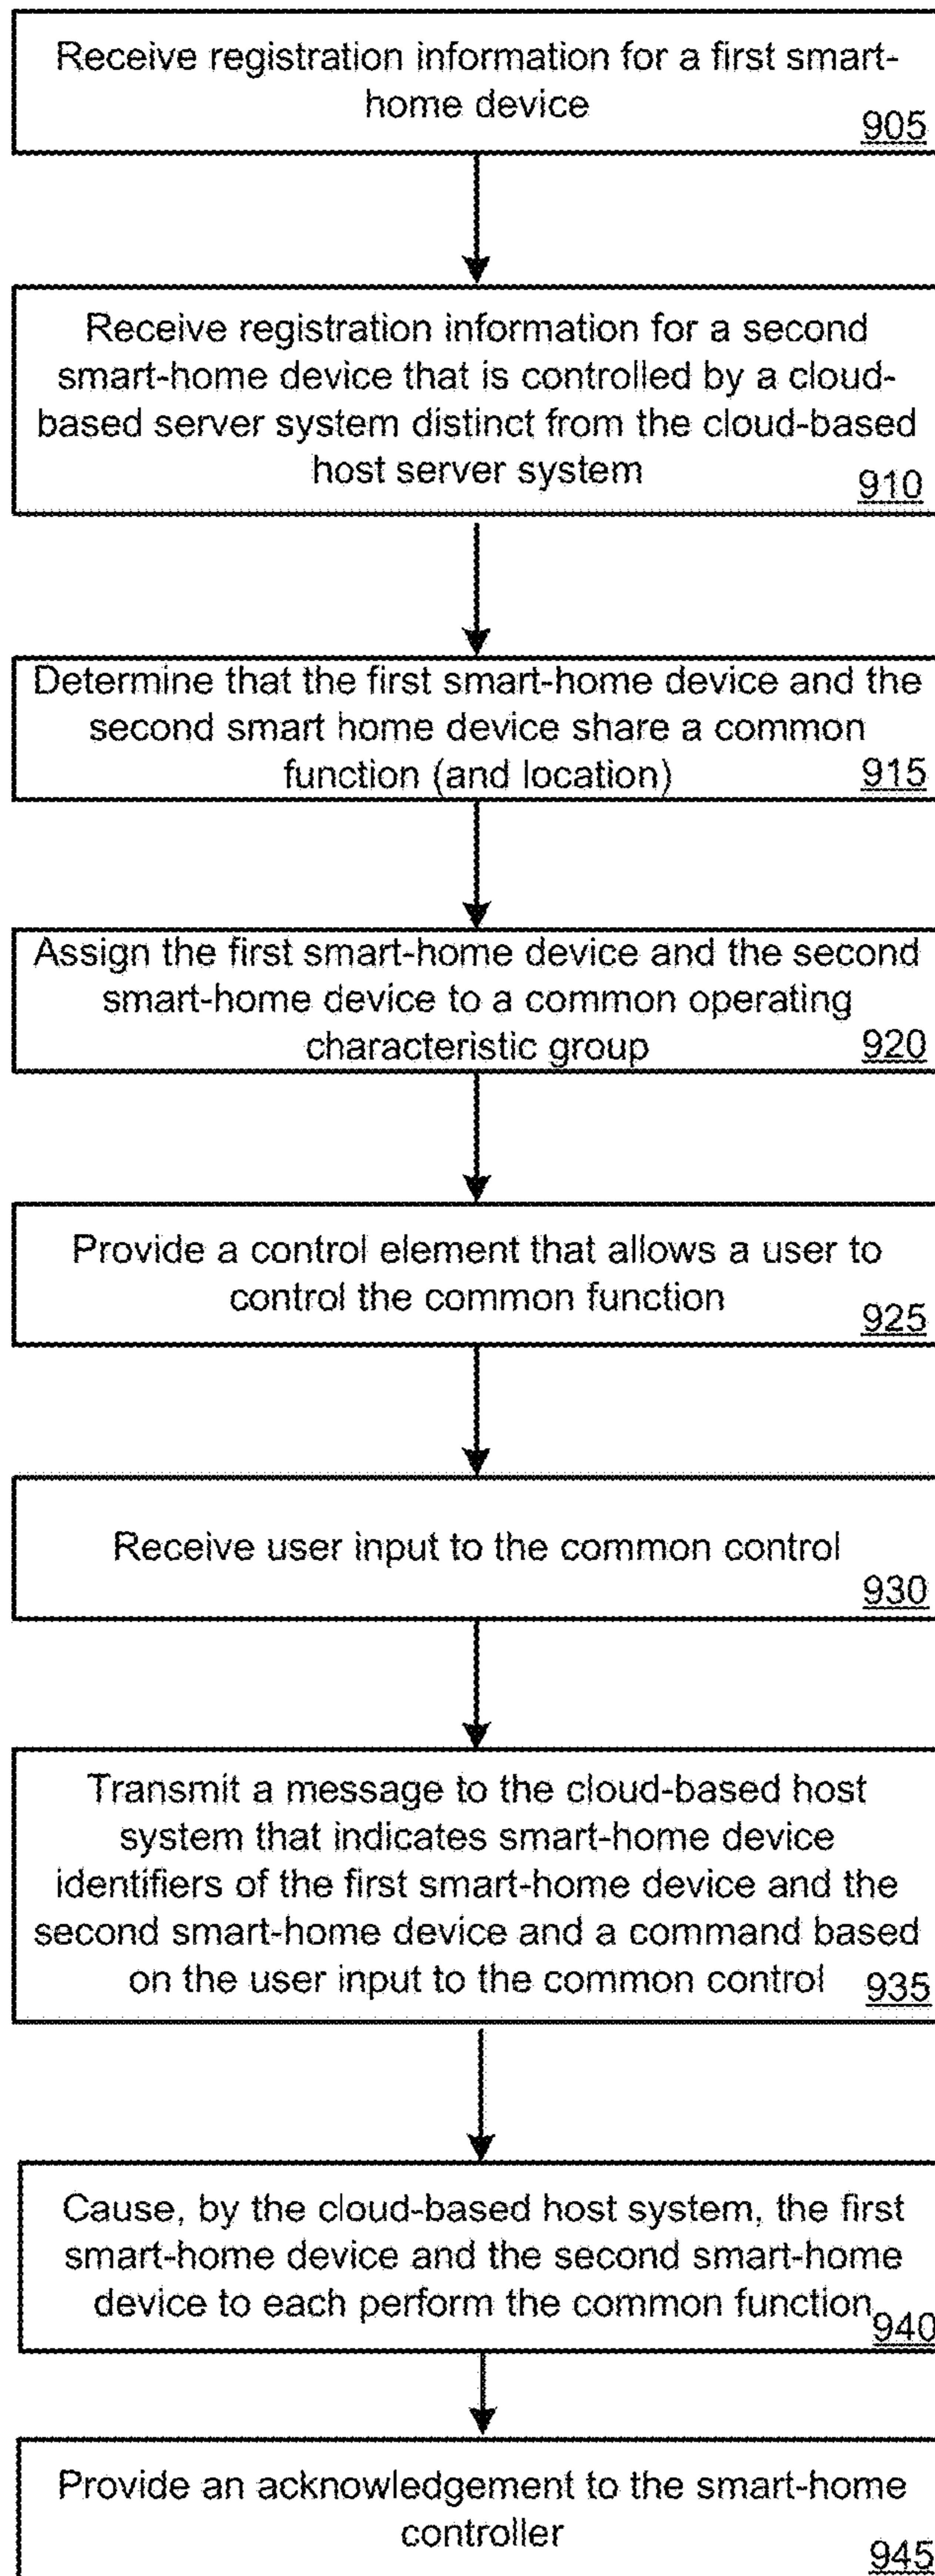 Receive registration information for a first smart-
home device
905
Receive registration information for a second
smart-home device that is controlled by a cloud-
based server system distinct from the cloud-based
host server system
910
Determine that the first smart-home device and the
second smart home device share a common
function (and location)
915
Assign the first smart-home device and the second
smart-home device to a common operating
characteristic group
920
Provide a control element that allows a user to
control the common function
925
Receive user input to the common control
930
Transmit a message to the cloud-based host
system that indicates smart-home device
identifiers of the first smart-home device and the
second smart-home device and a command based
on the user input to the common control
935
Cause, by the cloud-based host system, the first
smart-home device and the second smart-home
device to each perform the common function
940
Provide an acknowledgement to the smart-home
controller
945